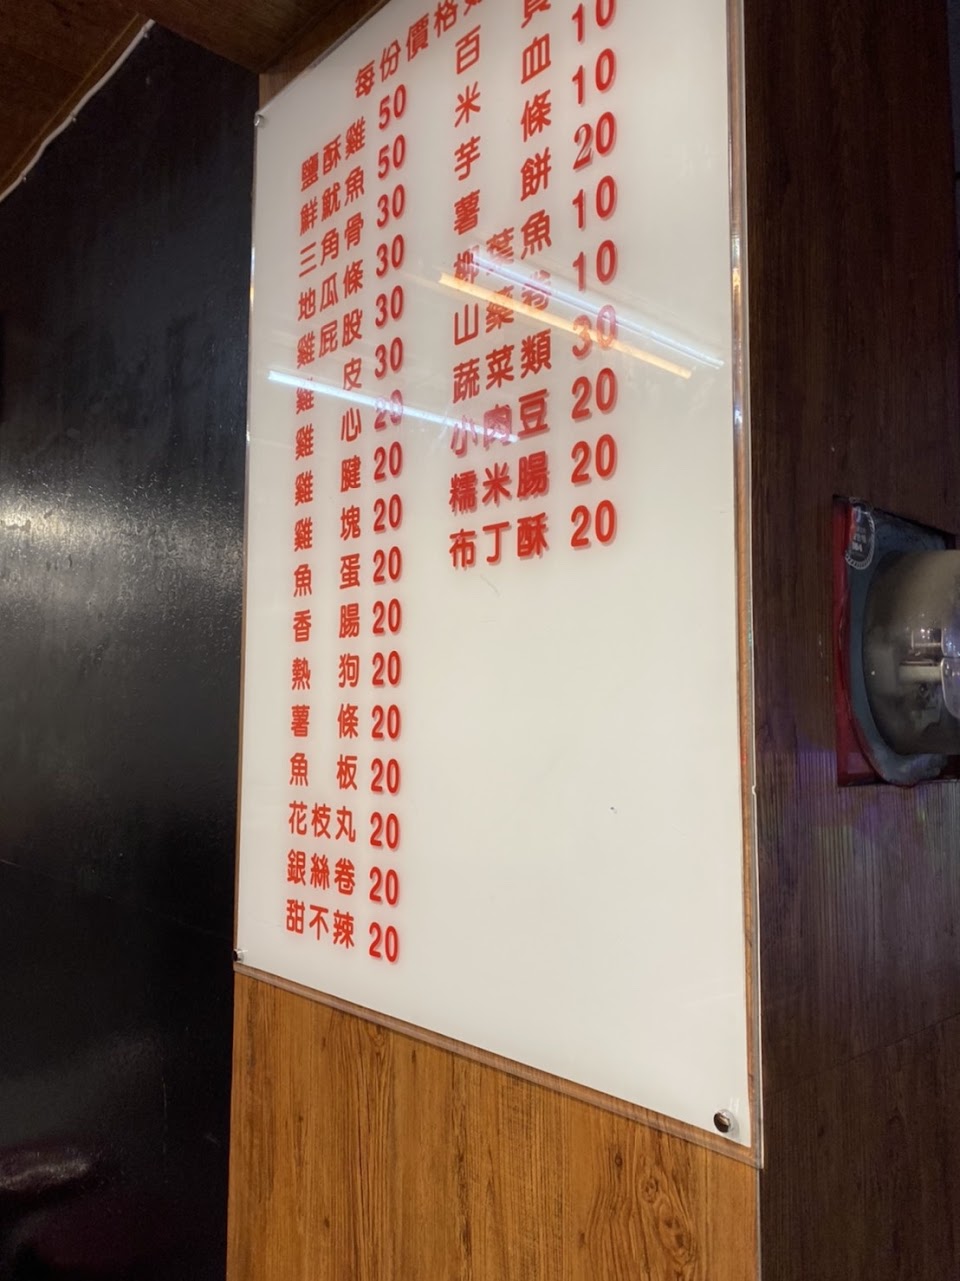 每份價格
鹽酥雞 50
鮮魷魚 50
三角骨 30
地瓜條 30
雞屁股 30
雞皮 30
雞心 20
雞腱 20
雞塊 20
魚蛋 20
香腸 20
熱狗 20
薯條 20
魚板 20
花枝丸 20
銀絲卷 20
甜不辣 20
百
米血 10
芋條 10
薯餅 20
柳葉魚 10
山藥卷 10
蔬菜類 30
小肉豆 20
糯米腸 20
布丁酥 20